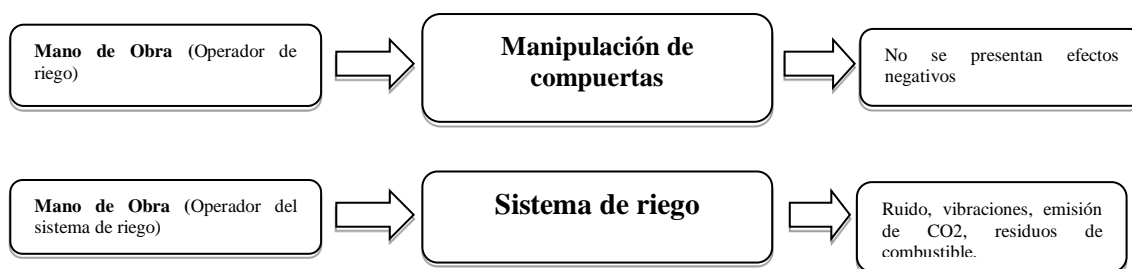 Mano de Obra (Operador de
riego)
Manipulación de
compuertas
No se presentan efectos
negativos
Mano de Obra (Operador del
sistema de riego)
Sistema de riego
Ruido, vibraciones, emisión
de CO2, residuos de
combustible.